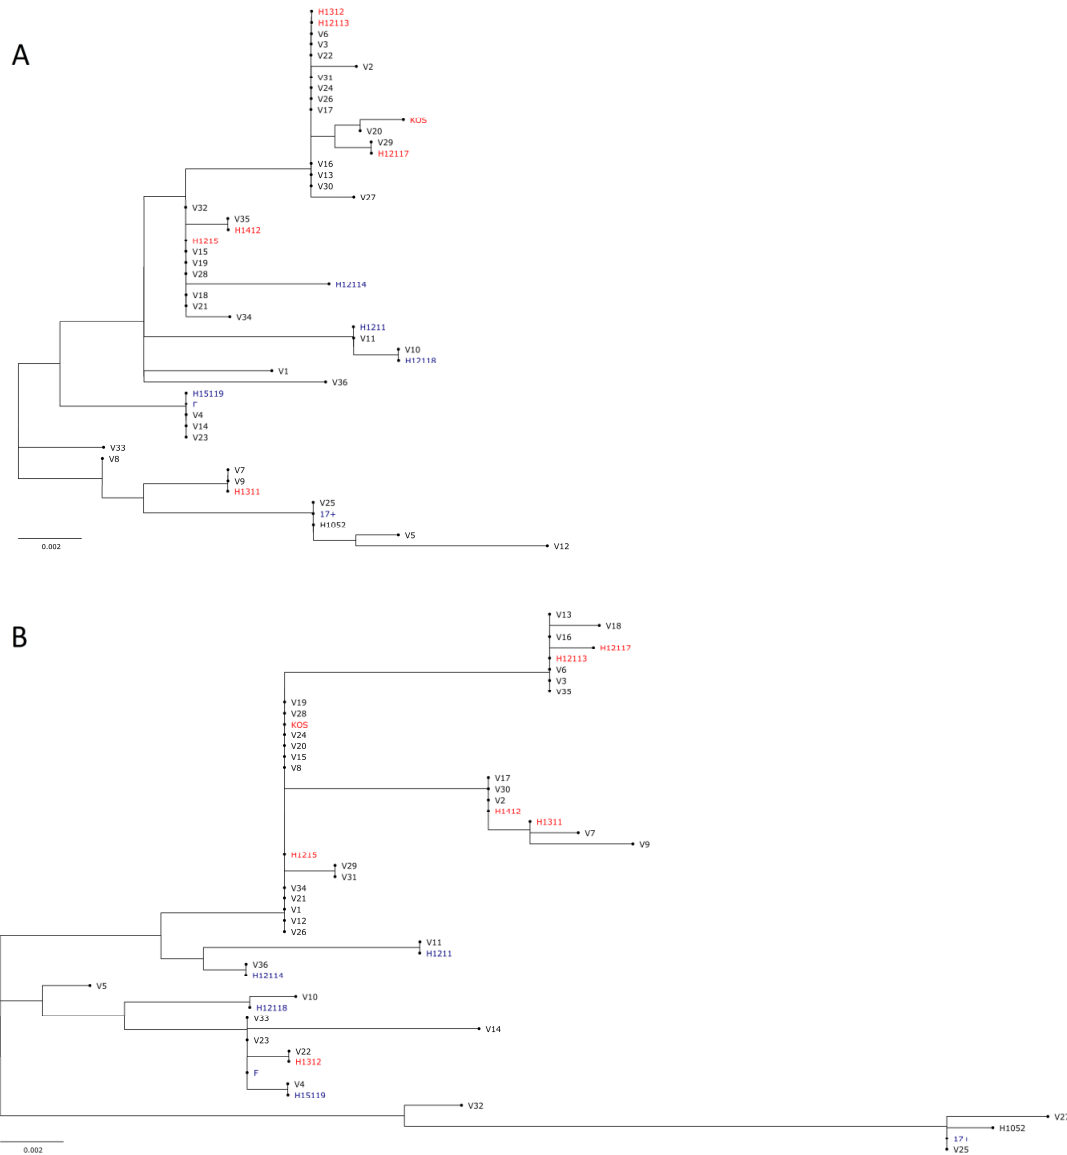 A
H1312
H12113
V6
V3
V22
V2
V31
V24
V26
V17
KOS
V20
V29
H12117
V16
V13
V30
V27
V32
V35
H1412
H1215
V15
V19
V28
H12114
V18
V21
V34
H1211
V11
V10
H12118
V1
V36
H15119
F
V4
V14
V23
V33
V8
V7
V9
H1311
V25
17+
H1052
V5
V12
0.002
B
V13
V18
V16
H12117
H12113
V6
V3
V35
V19
V28
KOS
V24
V20
V15
V8
V17
V30
V2
H1412
H1311
V7
V9
H1215
V29
V31
V34
V21
V1
V12
V26
V11
H1211
V36
H12114
V5
V10
H12118
V33
V14
V23
V22
H1312
F
V4
H15119
V32
V27
H1052
17+
V25
0.002